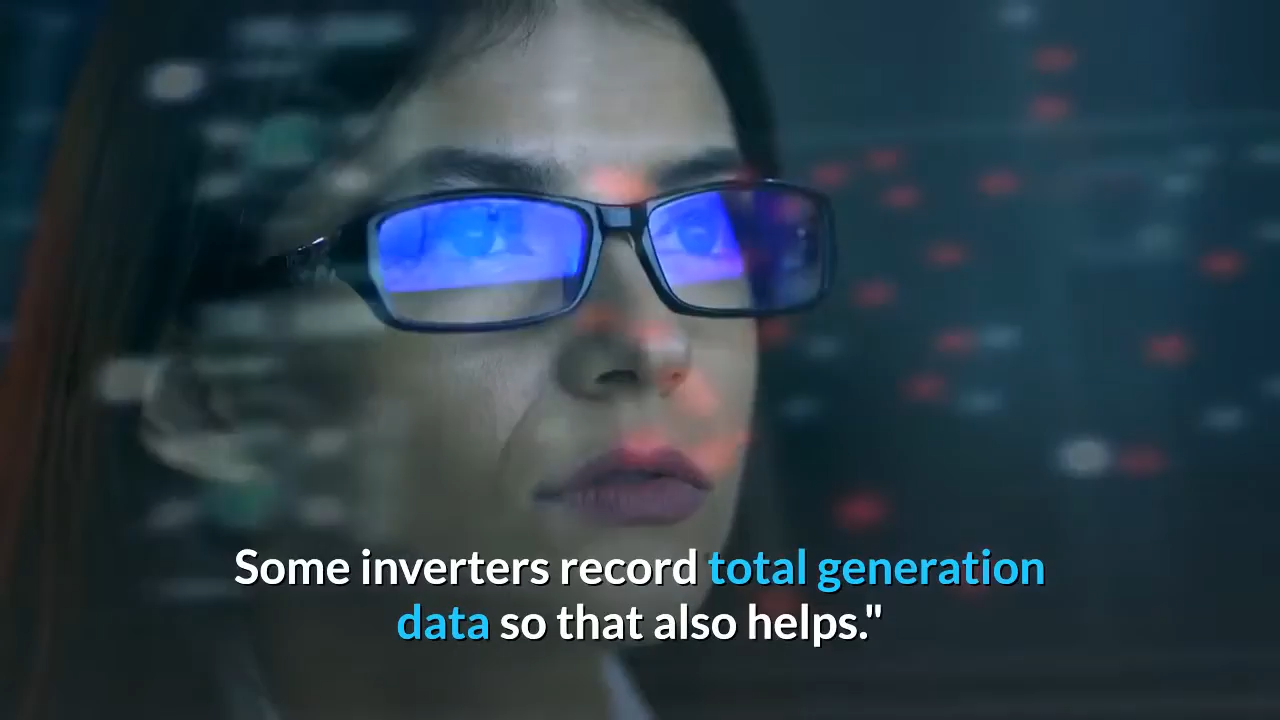 Some inverters record total generation
data so that also helps."